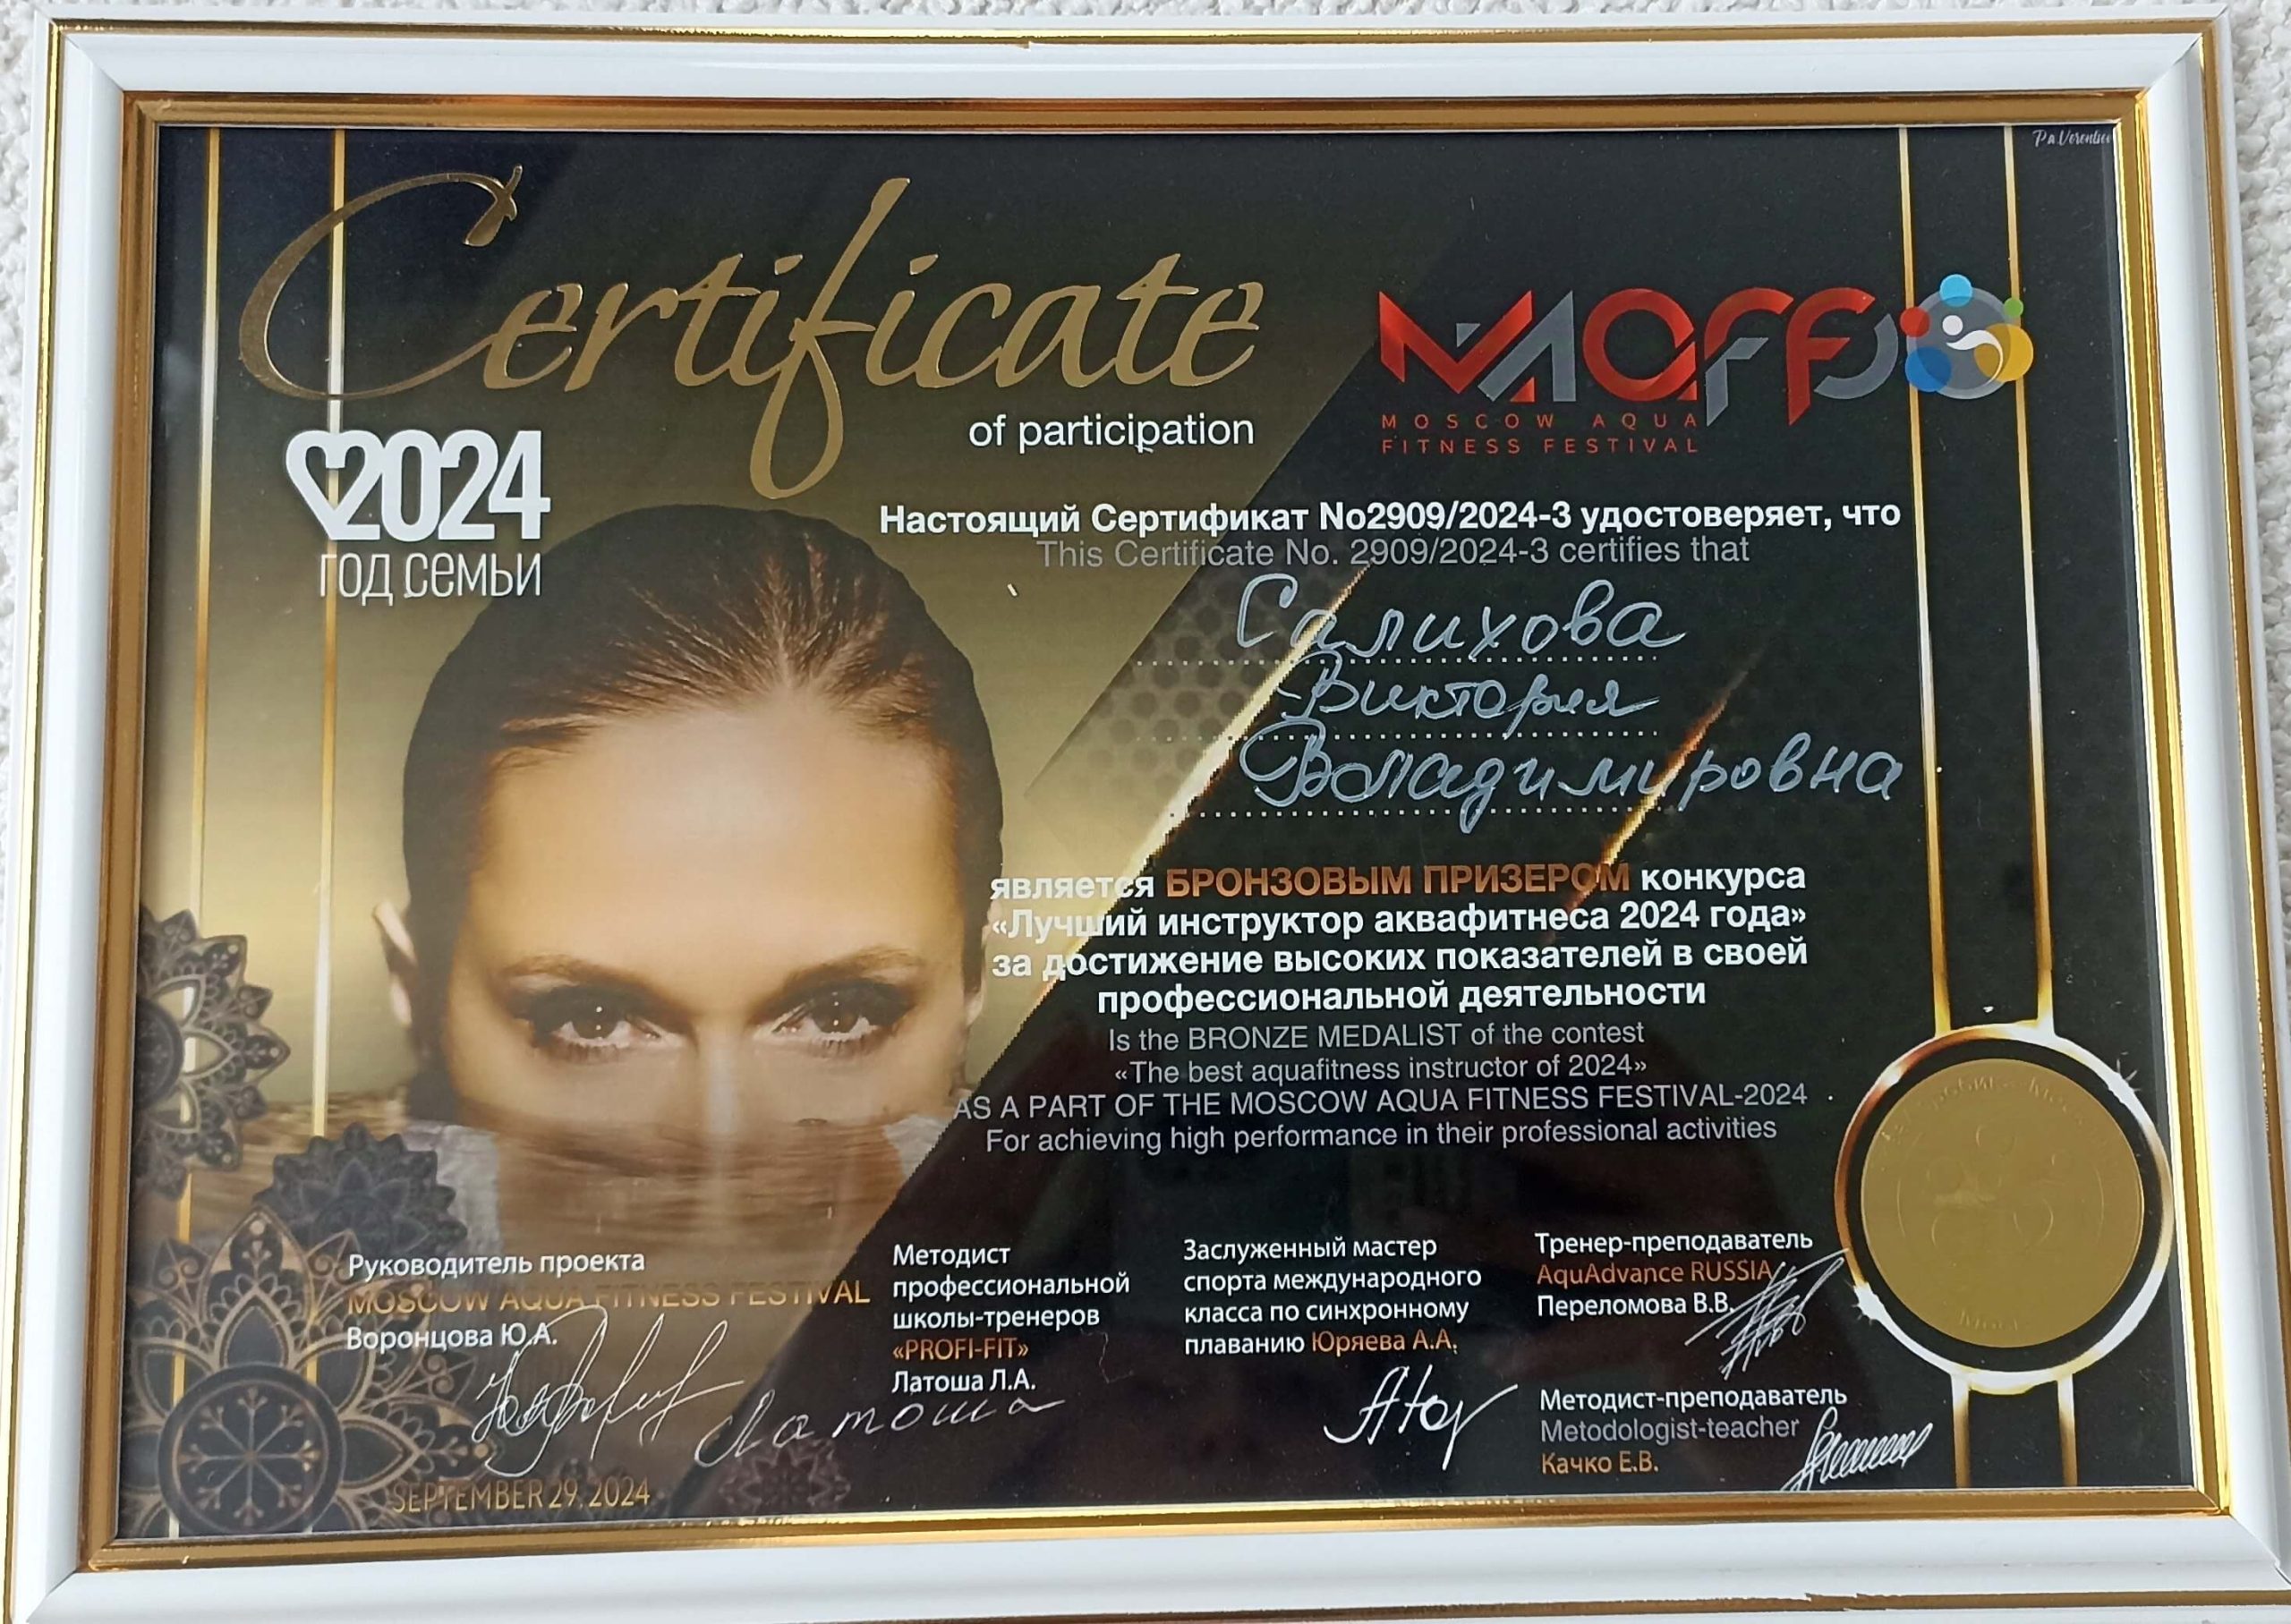 Certificate
of participation
MAFF
MOSCOW AQUA
FITNESS FESTIVAL
2024
ГОД СЕМЬИ
Настоящий Сертификат No2909/2024-3 удостоверяет, что
This Certificate No. 2909/2024-3 certifies that
Салихова
Виктория
Владимировна
является БРОНЗОВЫМ ПРИЗЕРОМ конкурса
«Лучший инструктор аквафитнеса 2024 года»
за достижение высоких показателей в своей
профессиональной деятельности
Is the BRONZE MEDALIST of the contest
«The best aquafitness instructor of 2024»
AS A PART OF THE MOSCOW AQUA FITNESS FESTIVAL-2024
For achieving high performance in their professional activities
Руководитель проекта
MOSCOW AQUA FITNESS FESTIVAL
Воронцова Ю.А.
Методист
профессиональной
школы-тренеров
«PROFI-FIT»
Латоша Л.А.
Латоша
Заслуженный мастер
спорта международного
класса по синхронному
плаванию Юряева А.А.
Тренер-преподаватель
AquAdvance RUSSIA
Переломова В.В.
Методист-преподаватель
Metodologist-teacher
Качко Е.В.
SEPTEMBER 29, 2024